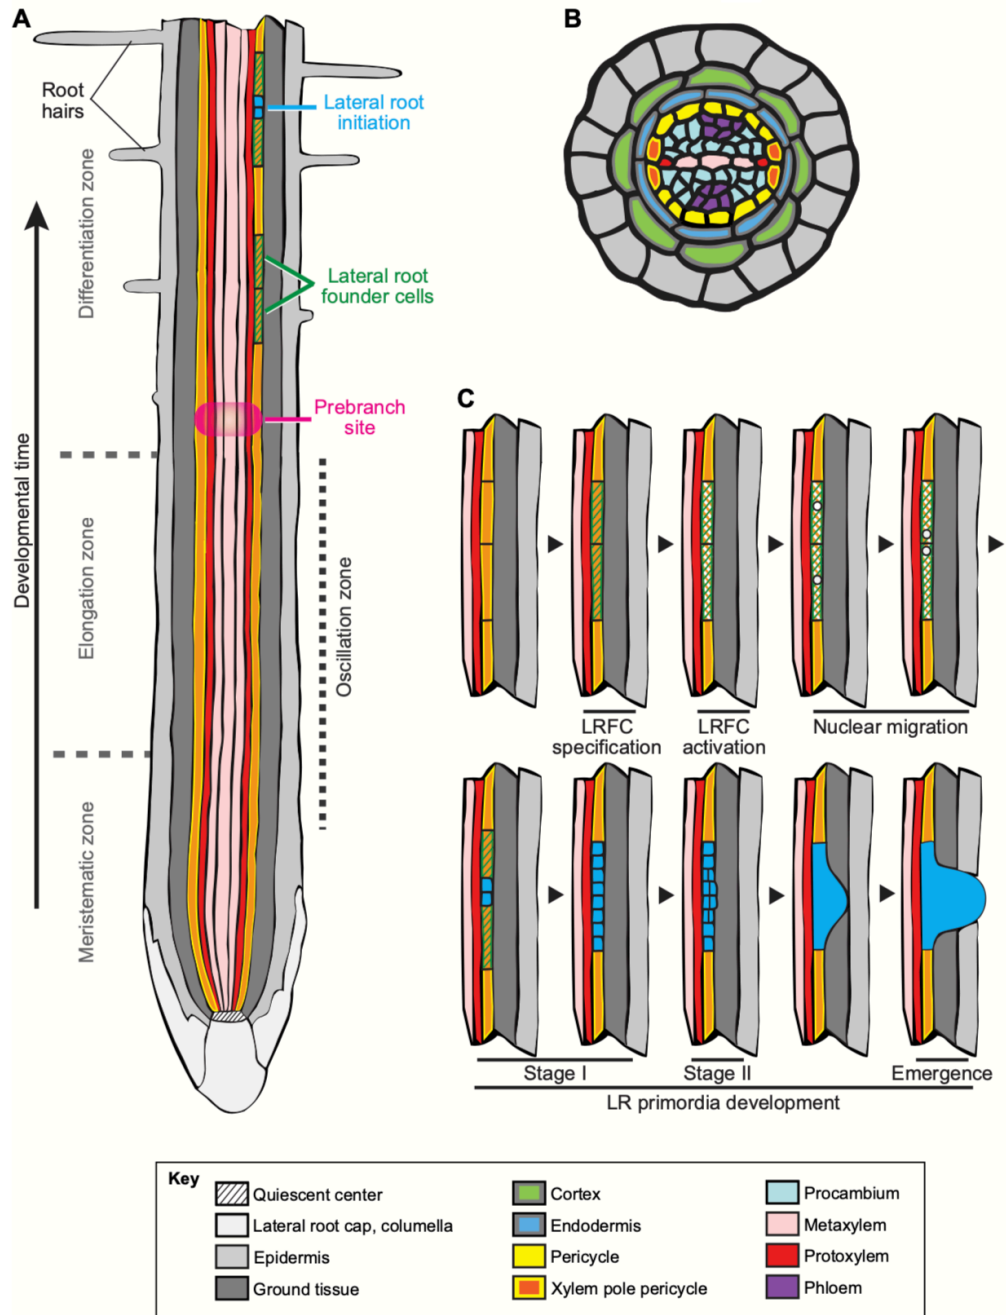 A
Root
hairs
Lateral root
initiation
Differentiation zone
Lateral root
founder cells
Prebranch
site
Developmental time
Elongation zone
Oscillation zone
Meristematic zone
B
C
LRFC
specification
LRFC
activation
Nuclear migration
Stage I
Stage II
Emergence
LR primordia development
Key
Quiescent center
Lateral root cap, columella
Epidermis
Ground tissue
Cortex
Endodermis
Pericycle
Xylem pole pericycle
Procambium
Metaxylem
Protoxylem
Phloem